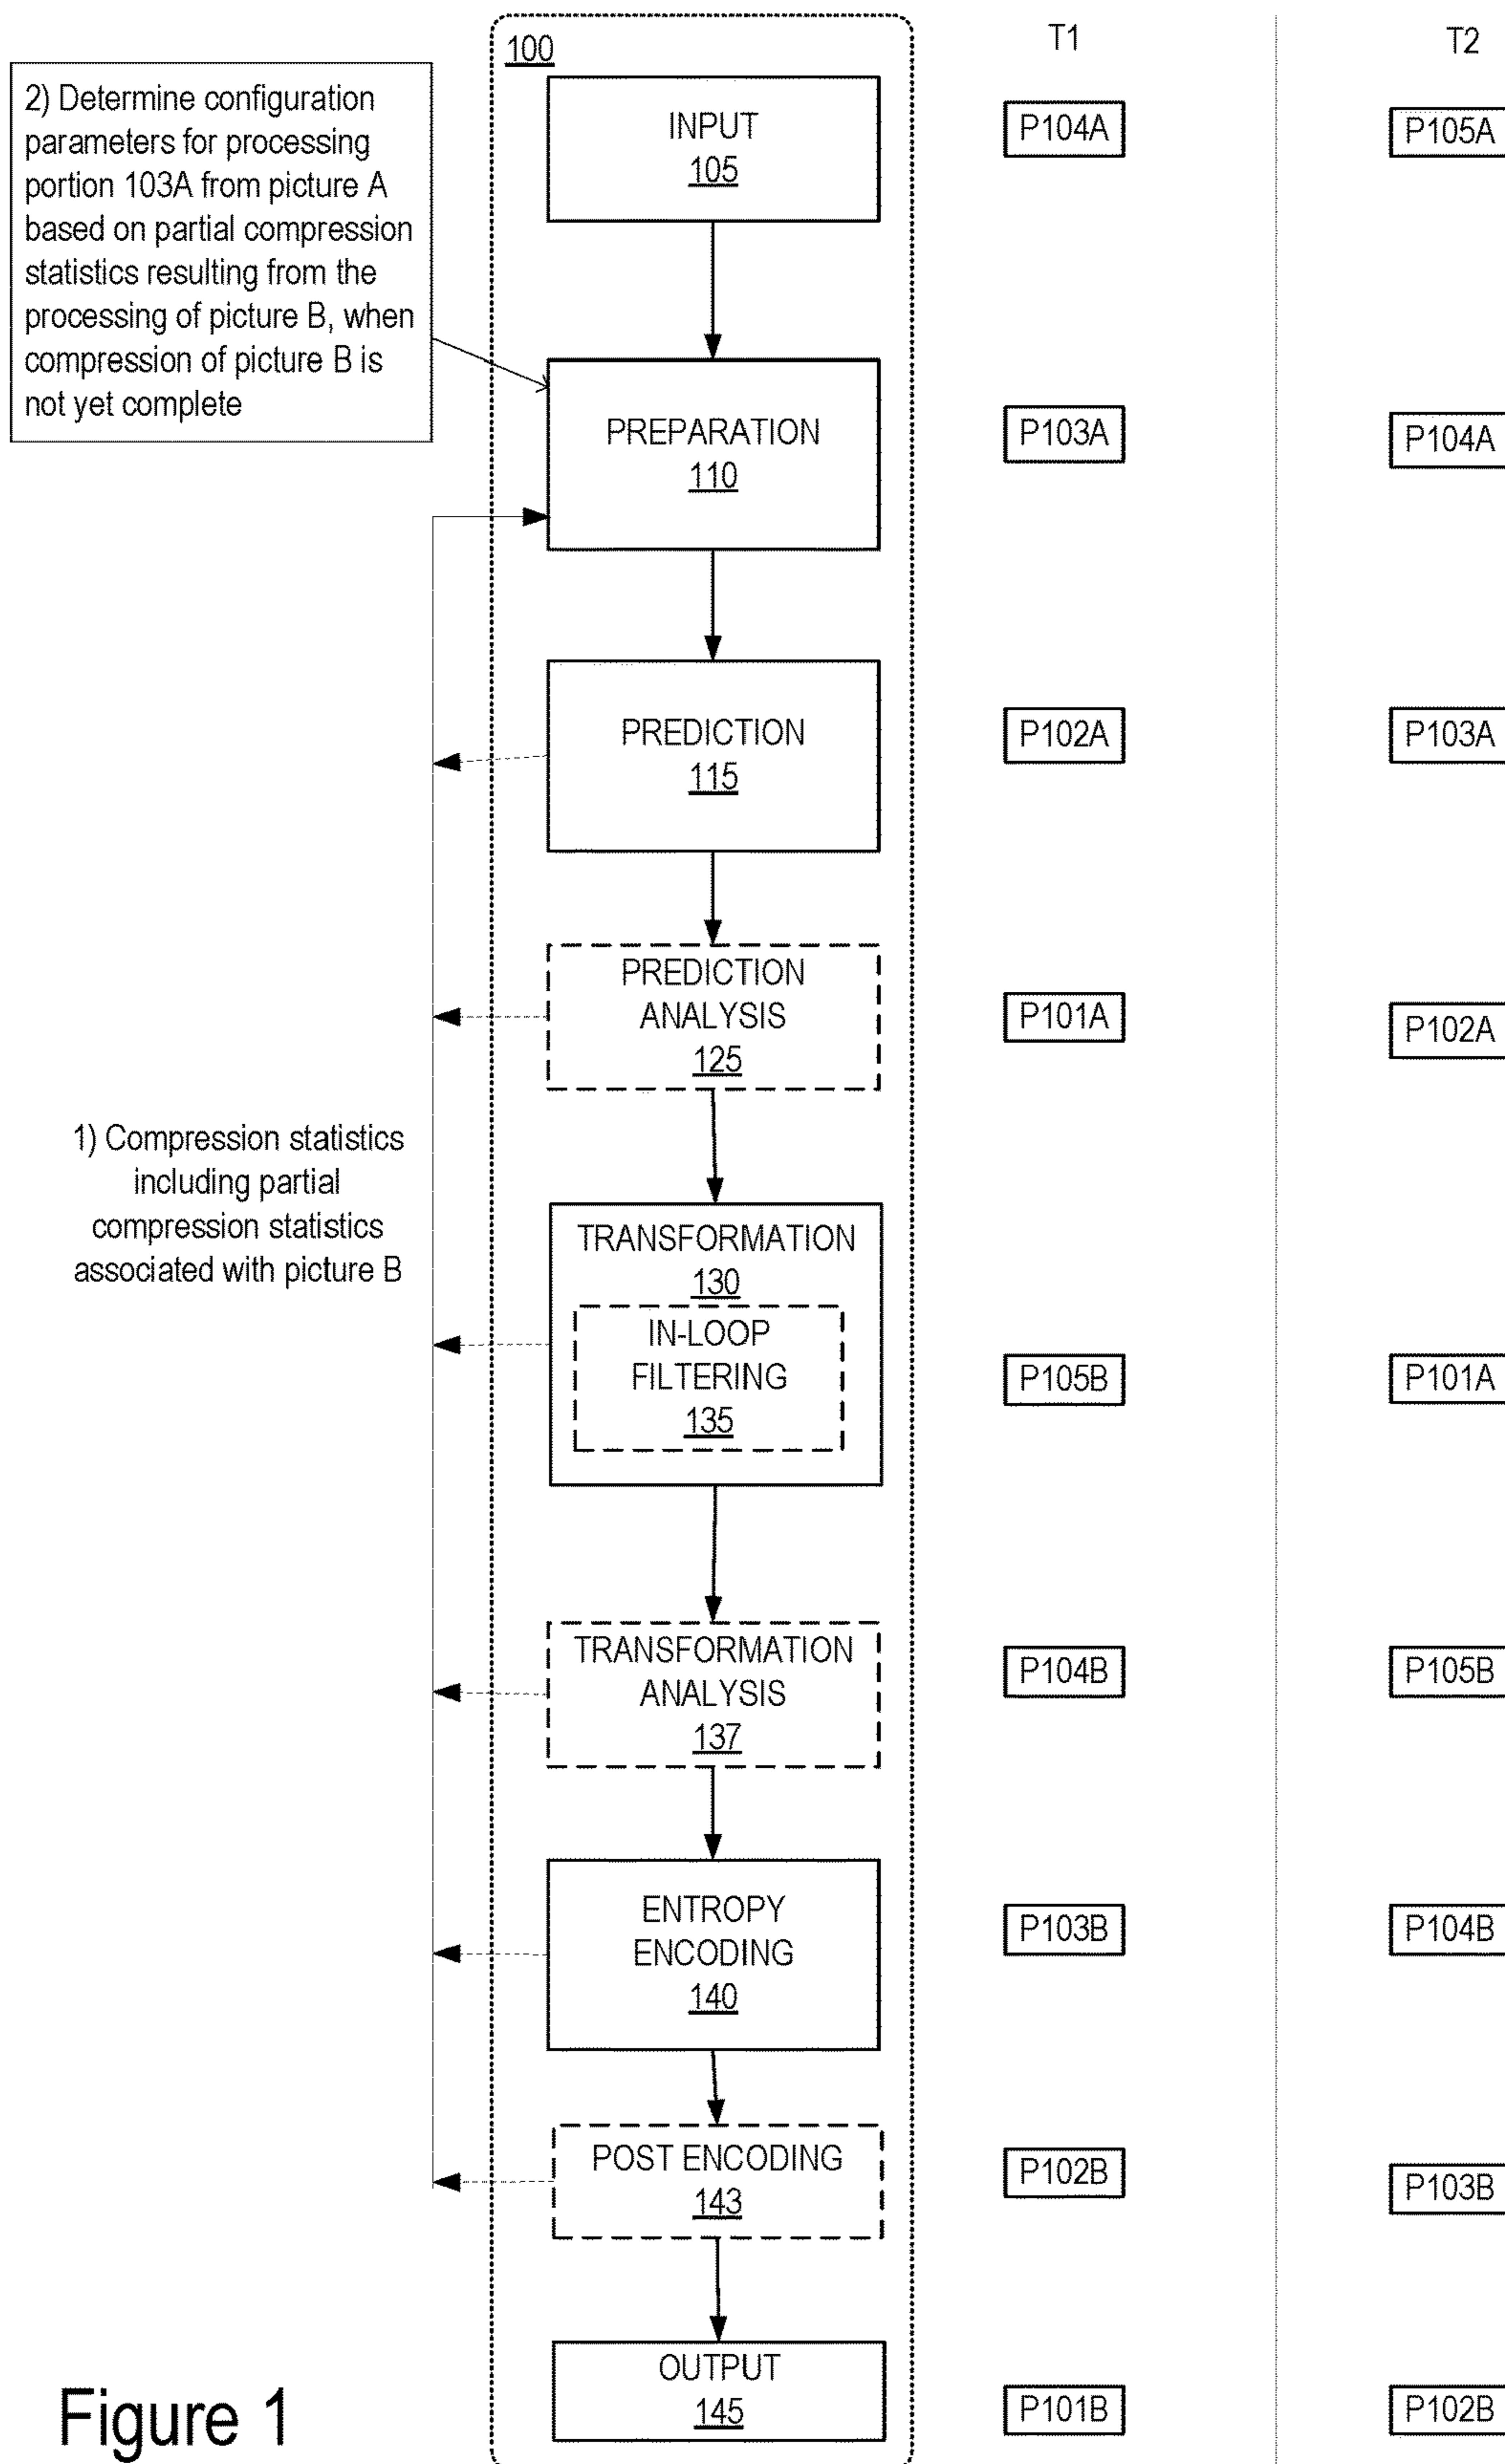 100
T1
T2
2) Determine configuration
parameters for processing
portion 103A from picture A
based on partial compression
statistics resulting from the
processing of picture B, when
compression of picture B is
not yet complete
INPUT
105
P104A
P105A
PREPARATION
110
P103A
P104A
PREDICTION
115
P102A
P103A
PREDICTION
ANALYSIS
125
P101A
P102A
1) Compression statistics
including partial
compression statistics
associated with picture B
TRANSFORMATION
130
IN-LOOP
FILTERING
135
P105B
P101A
TRANSFORMATION
ANALYSIS
137
P104B
P105B
ENTROPY
ENCODING
140
P103B
P104B
POST ENCODING
143
P102B
P103B
OUTPUT
145
P101B
P102B
Figure 1